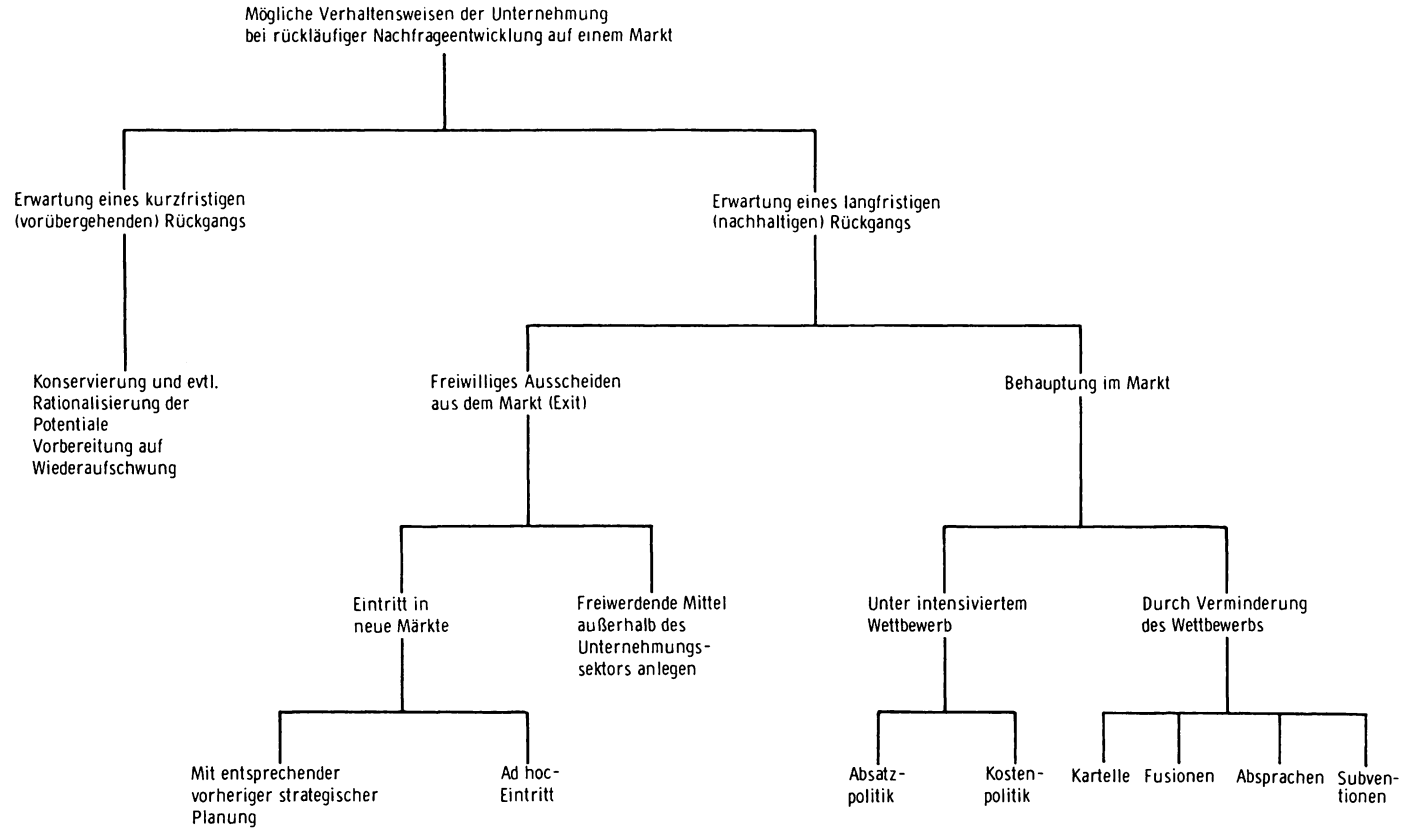 Mögliche Verhaltensweisen der Unternehmung
bei rückläufiger Nachfrageentwicklung auf einem Markt
Erwartung eines kurzfristigen
(vorübergehenden) Rückgangs
Erwartung eines langfristigen
(nachhaltigen) Rückgangs
Konservierung und evtl.
Rationalisierung der
Potentiale
Vorbereitung auf
Wiederaufschwung
Freiwilliges Ausscheiden
aus dem Markt (Exit)
Behauptung im Markt
Eintritt in
neue Märkte
Freiwerdende Mittel
außerhalb des
Unternehmungs-
sektors anlegen
Unter intensiviertem
Wettbewerb
Durch Verminderung
des Wettbewerbs
Mit entsprechender
vorheriger strategischer
Planung
Ad hoc-
Eintritt
Absatz-
politik
Kosten-
politik
Kartelle
Fusionen
Absprachen
Subven-
tionen